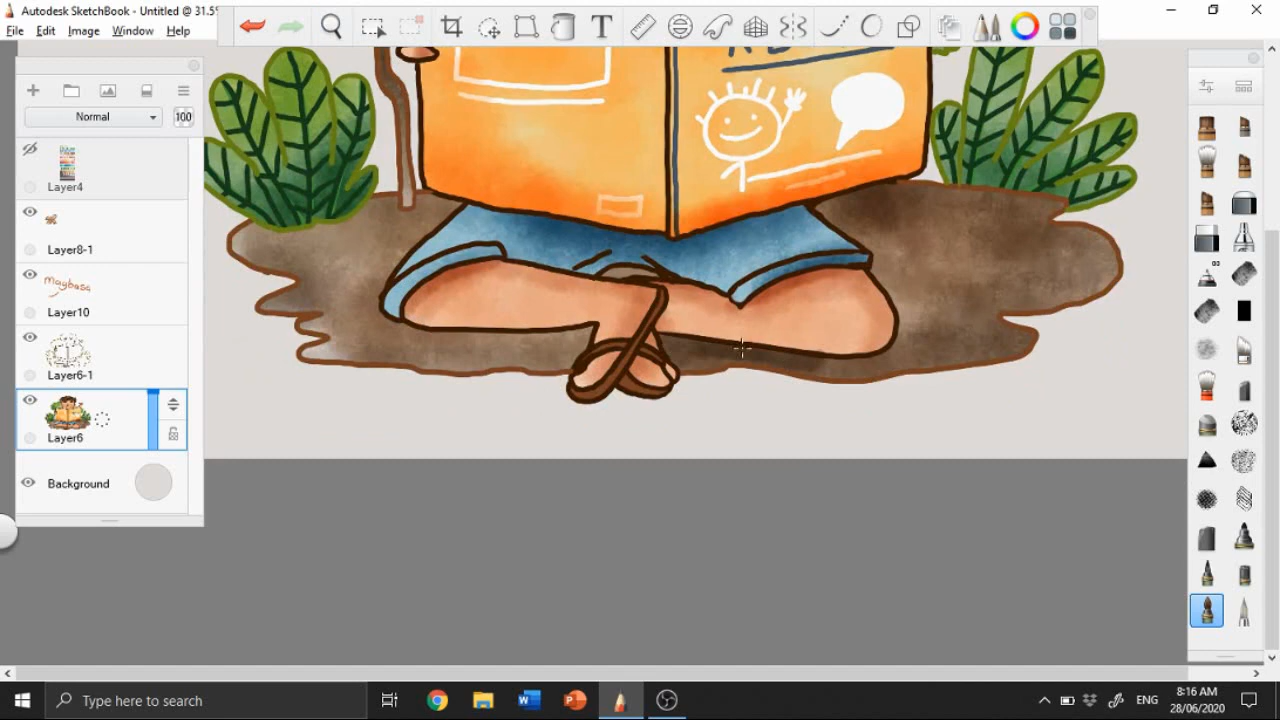 Autodesk SketchBook - Untitled @ 31.5%
File Edit Image Window Help
Normal
100
Layer4
Layer8-1
Maybasa
Layer10
Layer6-1
Layer6
Background
Type here to search
ENG
8:16 AM
28/06/2020